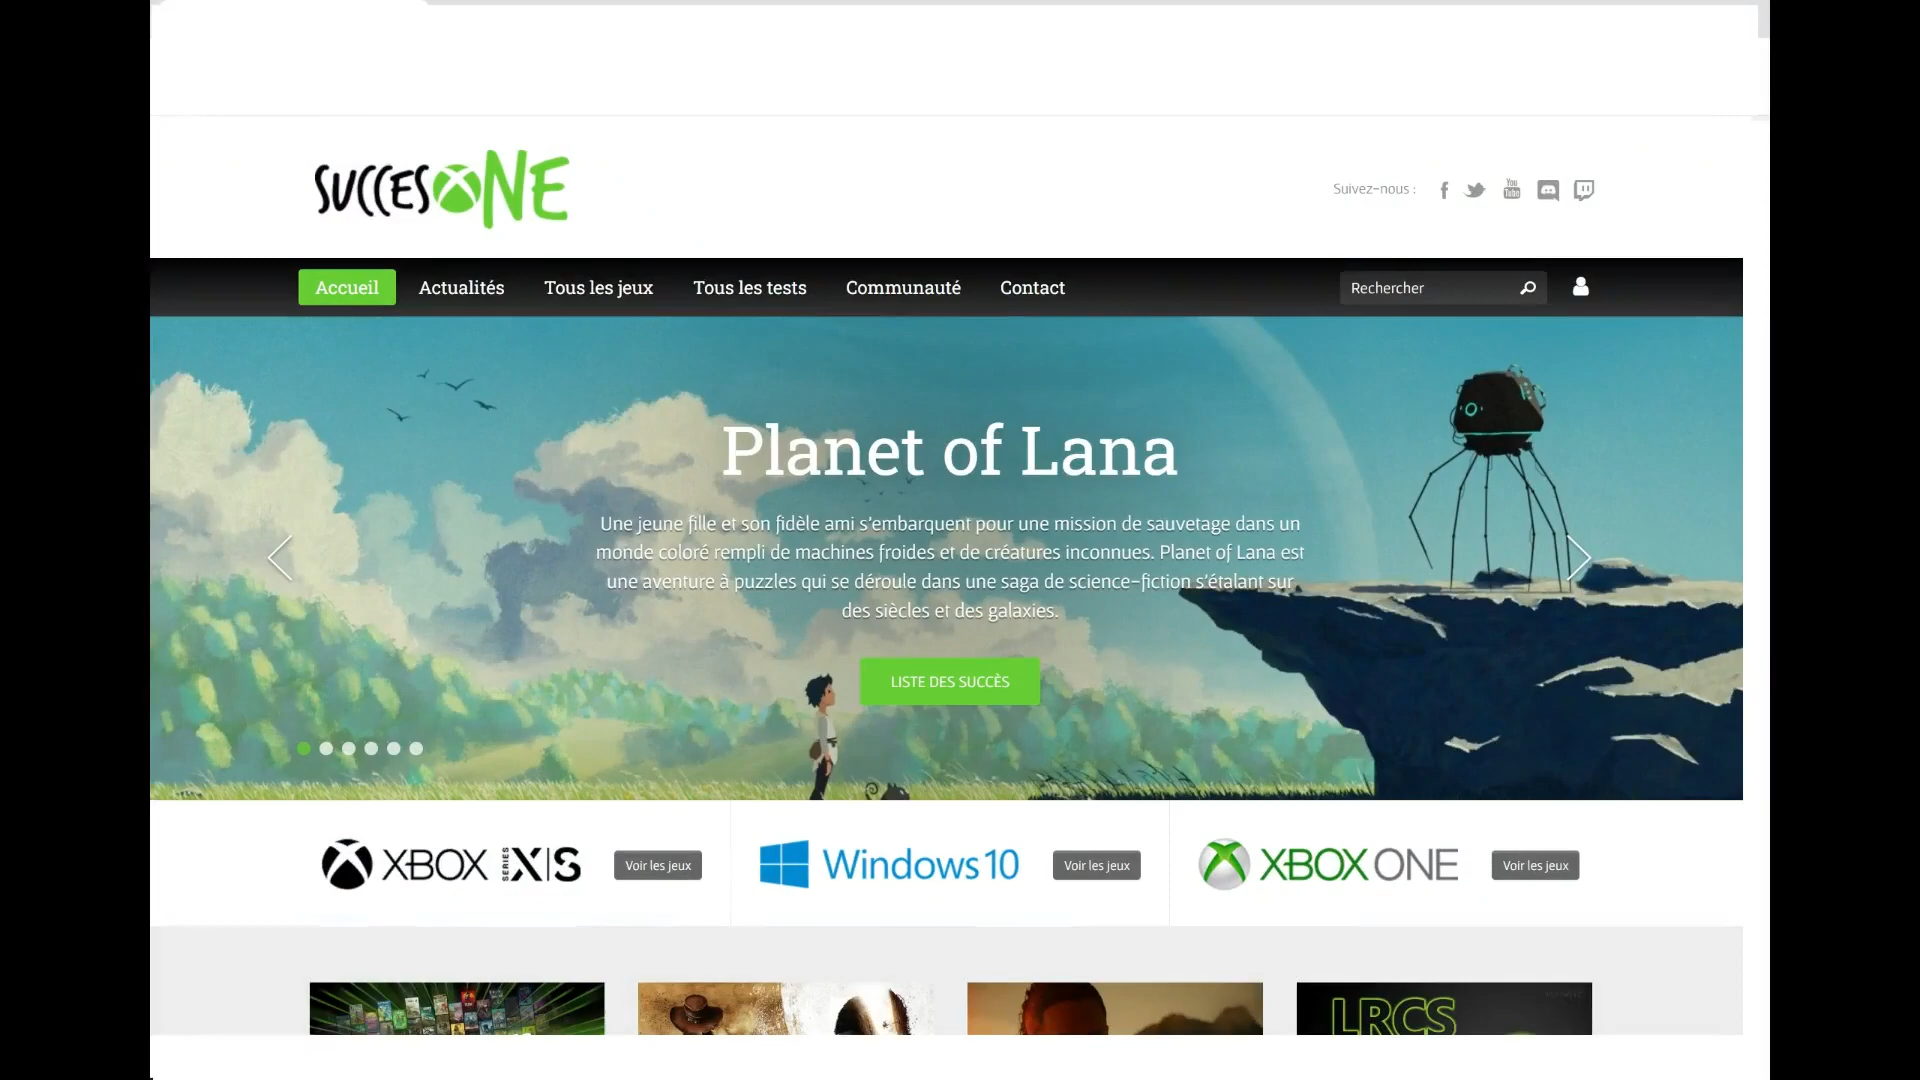 SUCCESONE
Suivez-nous :
You
Tube
Accueil Actualités Tous les jeux Tous les tests Communauté Contact
Rechercher
Planet of Lana
Une jeune fille et son fidèle ami s'embarquent pour une mission de sauvetage dans un
monde coloré rempli de machines froides et de créatures inconnues. Planet of Lana est
une aventure à puzzles qui se déroule dans une saga de science-fiction s'étalant sur
des siècles et des galaxies.
LISTE DES SUCCÈS
XBOX SERIES X|S Voir les jeux
Windows 10 Voir les jeux
XBOX ONE Voir les jeux
LRCS